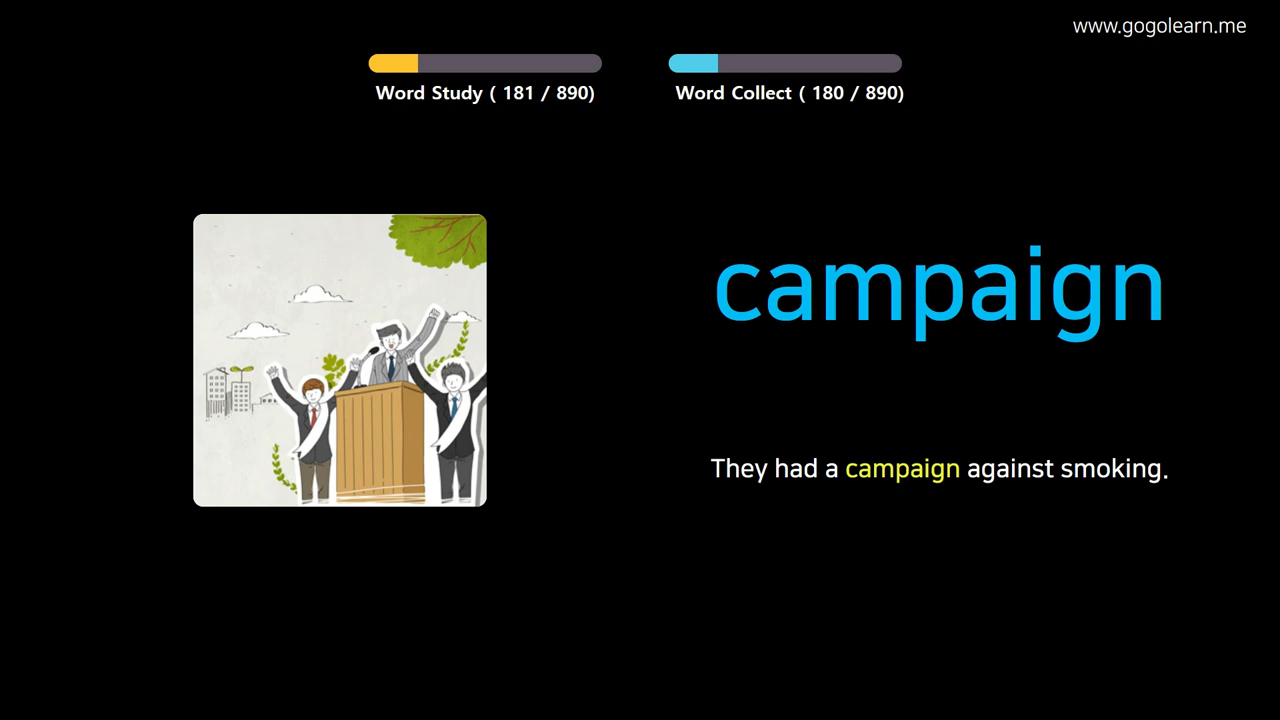 www.gogolearn.me
Word Study ( 181 / 890)
Word Collect ( 180 / 890)
campaign
They had a campaign against smoking.